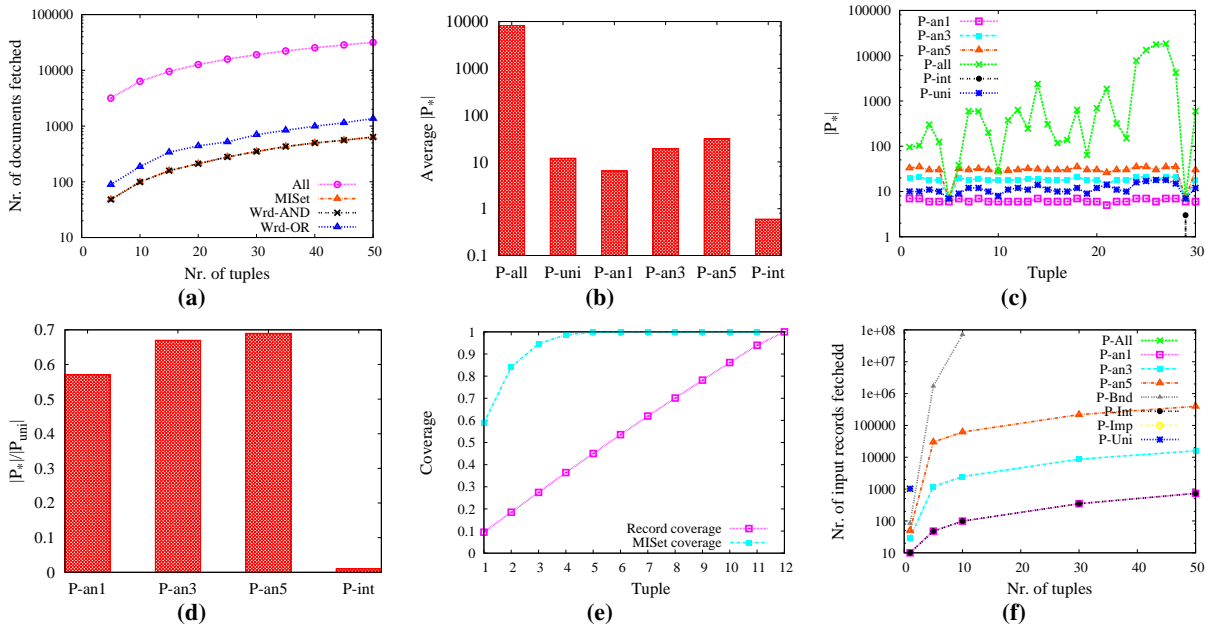 Nr. of documents fetched
100000
10000
1000
100
10
All
MISet
Wrd-AND
Wrd-OR
0 10 20 30 40 50
Nr. of tuples
(a)
Average |P*|
10000
1000
100
10
1
0.1
P-all P-uni P-an1 P-an3 P-an5 P-int
(b)
|P*|
100000
10000
1000
100
10
1
P-an1
P-an3
P-an5
P-all
P-int
P-uni
0 10 20 30
Tuple
(c)
|P*|/|Puni|
0.7
0.6
0.5
0.4
0.3
0.2
0.1
0
P-an1 P-an3 P-an5 P-int
(d)
Coverage
1
0.9
0.8
0.7
0.6
0.5
0.4
0.3
0.2
0.1
0
Record coverage
MISet coverage
1 2 3 4 5 6 7 8 9 10 11 12
Tuple
(e)
Nr. of input records fetchedd
1e+08
1e+07
1e+06
100000
10000
1000
100
10
P-All
P-an1
P-an3
P-an5
P-Bnd
P-Int
P-Imp
P-Uni
0 10 30 50
Nr. of tuples
(f)